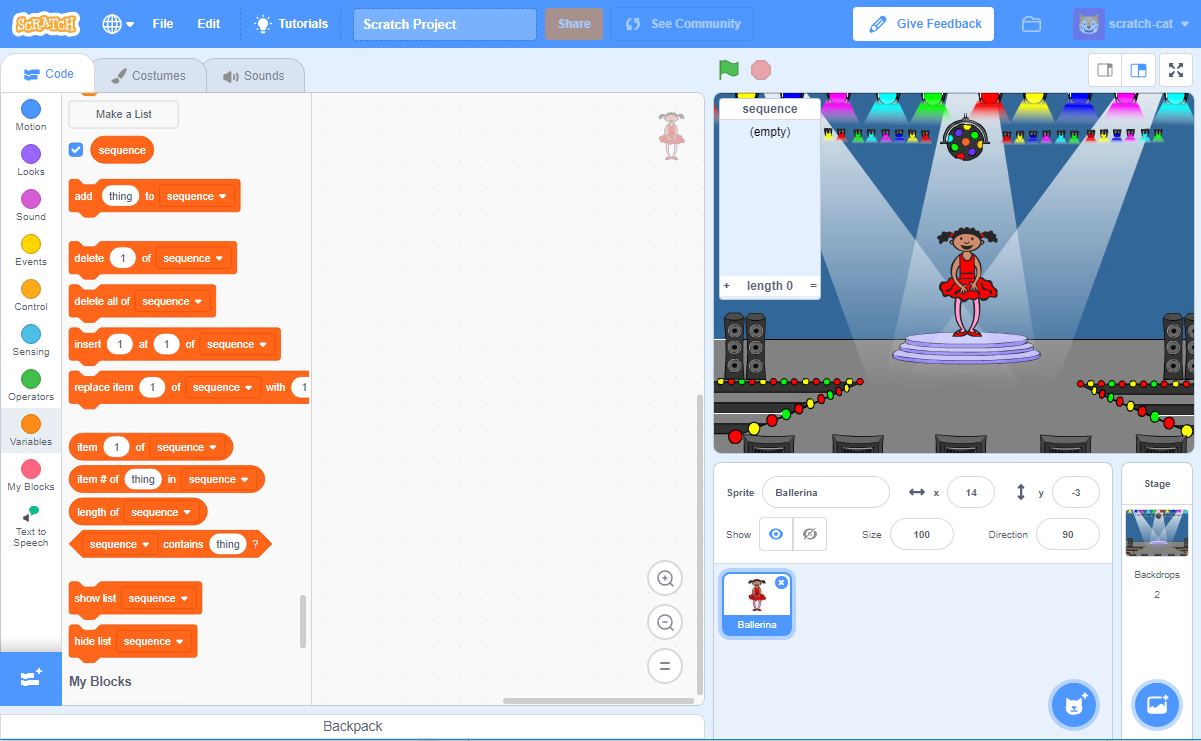 SCRATCH File Edit Tutorials Scratch Project Share See Community Give Feedback scratch-cat
Code Costumes Sounds
Motion
Looks
Sound
Events
Control
Sensing
Operators
Variables
My Blocks
Text to
Speech
Make a List
sequence
add thing to sequence
delete 1 of sequence
delete all of sequence
insert 1 at 1 of sequence
replace item 1 of sequence with 1
item 1 of sequence
item # of thing in sequence
length of sequence
sequence contains thing ?
show list sequence
hide list sequence
My Blocks
Backpack
sequence
(empty)
+ length 0 =
Sprite Ballerina x 14 y -3
Show Size 100 Direction 90
Ballerina
Stage
Backdrops
2